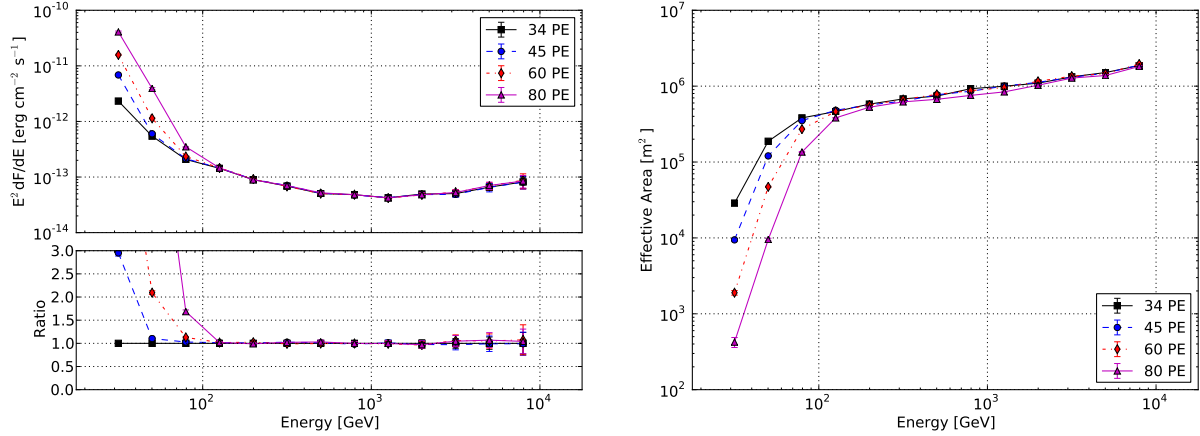 E² dF/dE [erg cm⁻² s⁻¹]
10⁻¹⁰
10⁻¹¹
10⁻¹²
10⁻¹³
10⁻¹⁴
34 PE
45 PE
60 PE
80 PE
Ratio
3.0
2.5
2.0
1.5
1.0
0.5
0.0
10²
10³
10⁴
Energy [GeV]
Effective Area [m²]
10⁷
10⁶
10⁵
10⁴
10³
10²
34 PE
45 PE
60 PE
80 PE
10²
10³
10⁴
Energy [GeV]